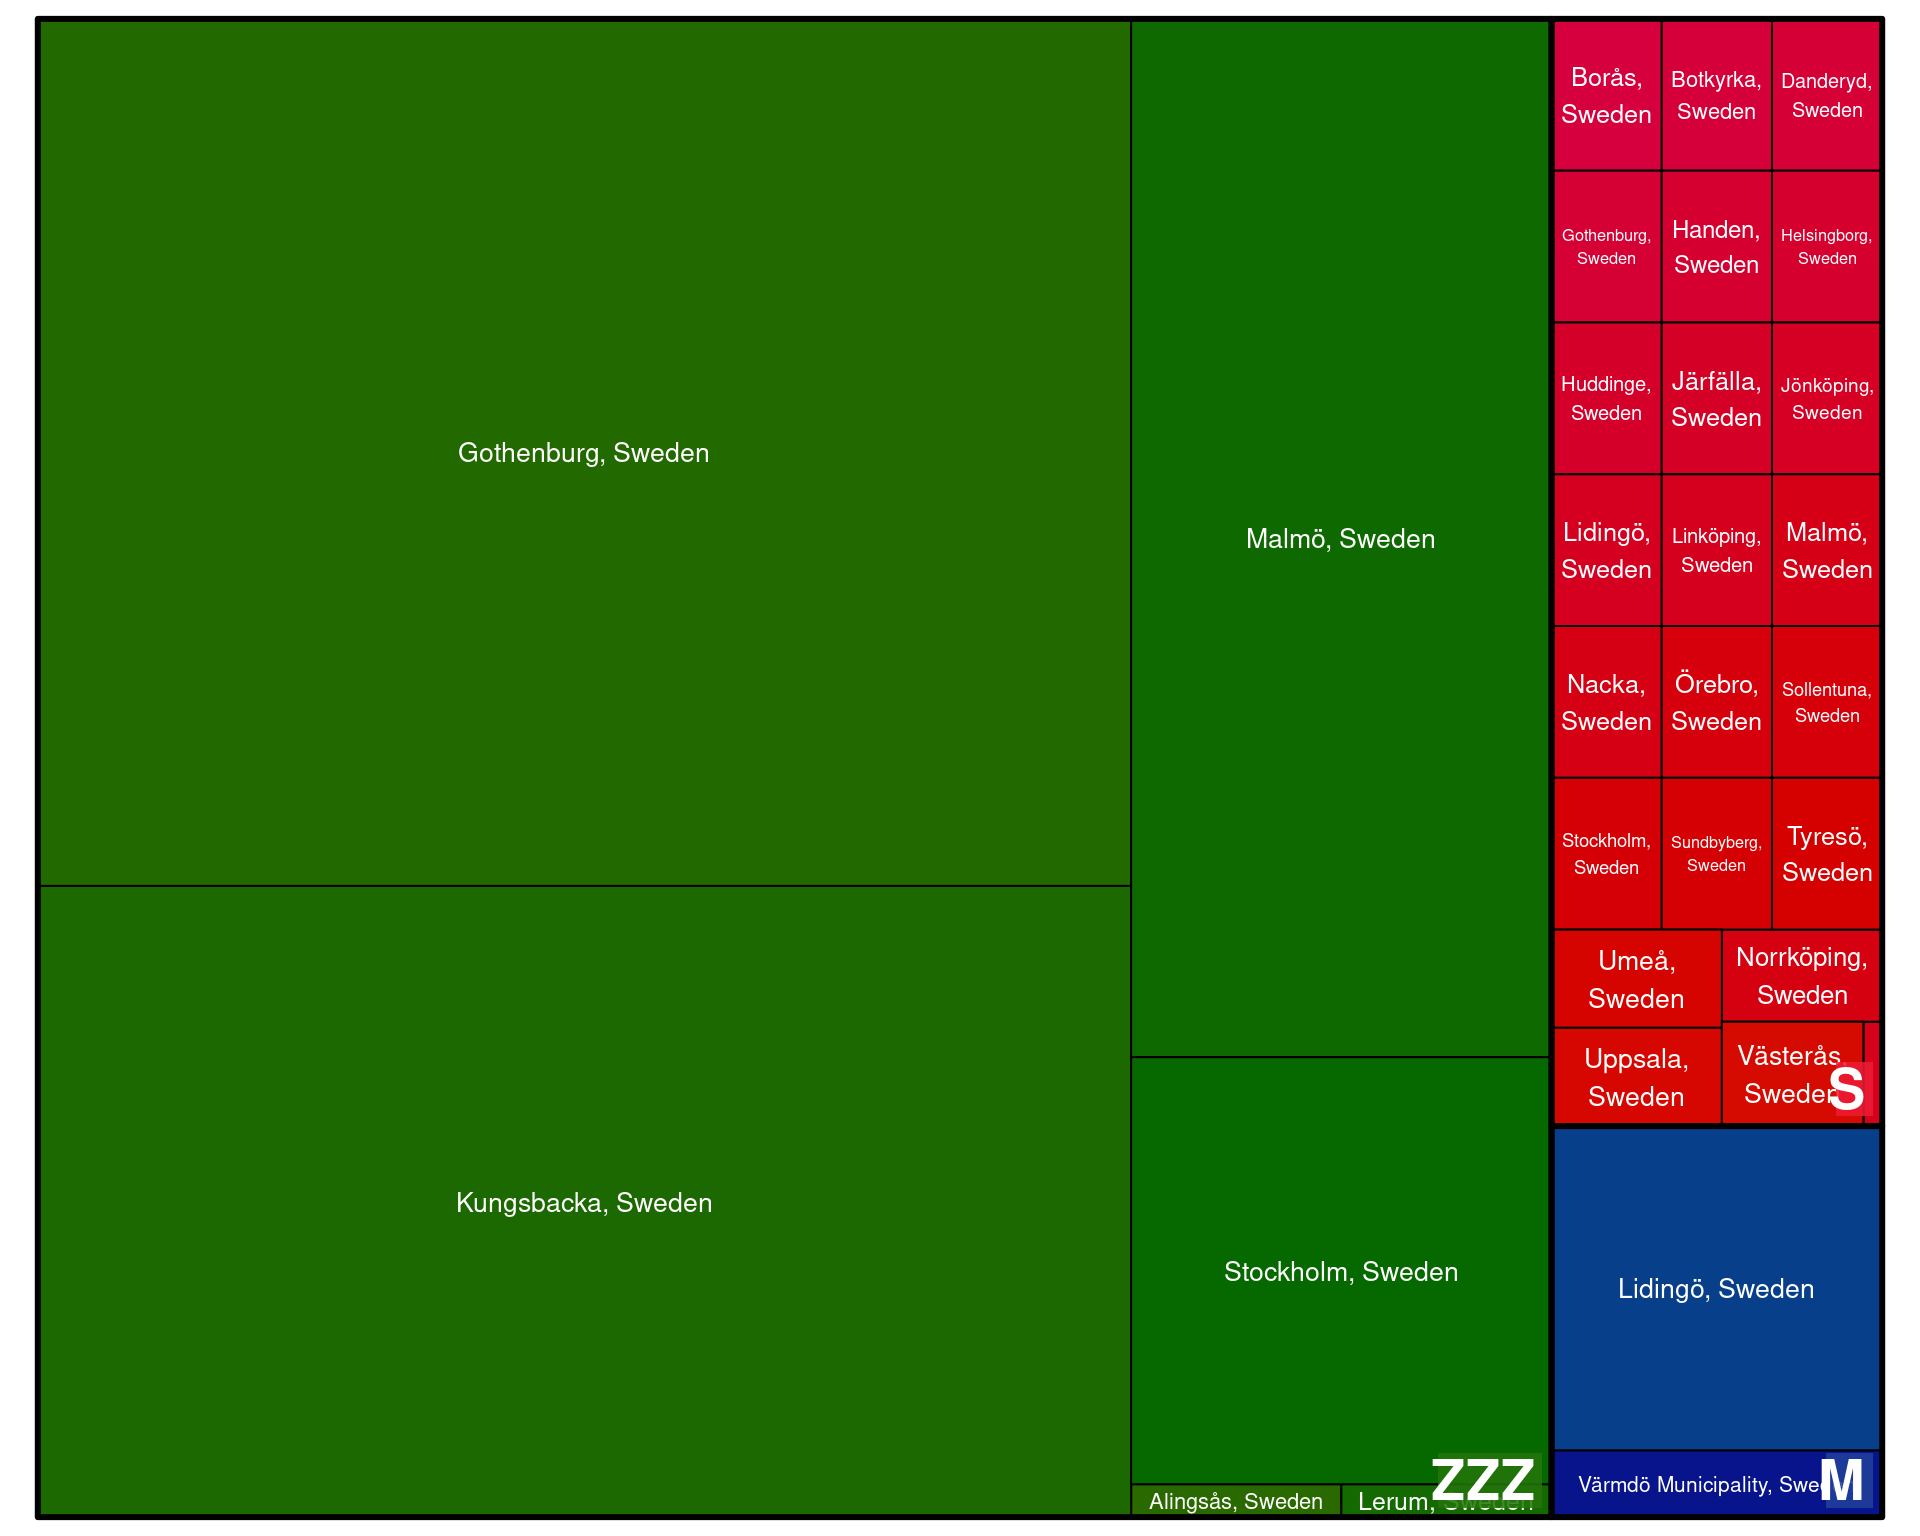 Gothenburg, Sweden
Kungsbacka, Sweden
Malmö, Sweden
Stockholm, Sweden
Alingsås, Sweden
Lerum, Sweden
ZZZ
Borås,
Sweden
Botkyrka,
Sweden
Danderyd,
Sweden
Gothenburg,
Sweden
Handen,
Sweden
Helsingborg,
Sweden
Huddinge,
Sweden
Järfälla,
Sweden
Jönköping,
Sweden
Lidingö,
Sweden
Linköping,
Sweden
Malmö,
Sweden
Nacka,
Sweden
Örebro,
Sweden
Sollentuna,
Sweden
Stockholm,
Sweden
Sundbyberg,
Sweden
Tyresö,
Sweden
Umeå,
Sweden
Norrköping,
Sweden
Uppsala,
Sweden
Västerås,
Sweden
S
Lidingö, Sweden
Värmdö Municipality, Swe
M